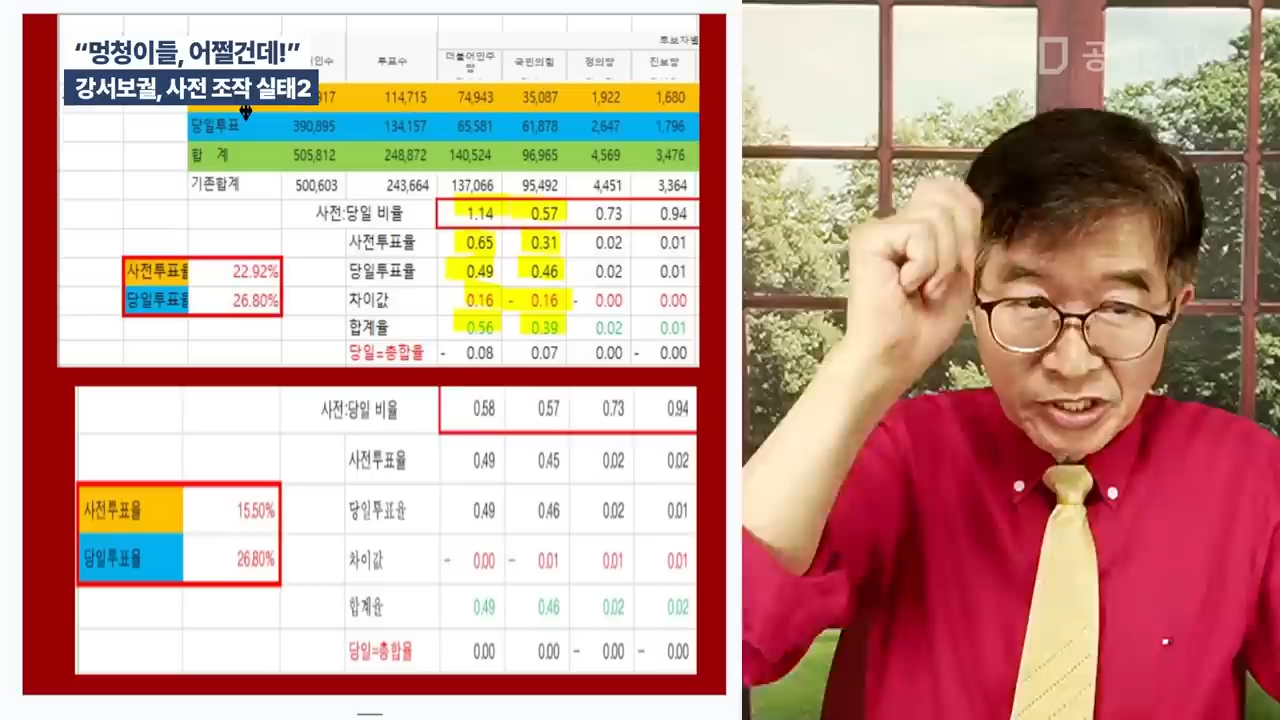 “멍청이들, 어쩔건데!”
강서보궐, 사전 조작 실태2
인수 투표수 더불어민주 국민의힘 정의당 진보당
917 114,715 74,943 35,087 1,922 1,680
당일투표 390,895 134,157 65,581 61,878 2,647 1,796
합 계 505,812 248,872 140,524 96,965 4,569 3,476
기존합계 500,603 243,664 137,066 95,492 4,451 3,364
사전:당일 비율 1.14 0.57 0.73 0.94
사전투표율 0.65 0.31 0.02 0.01
사전투표율 22.92% 당일투표율 0.49 0.46 0.02 0.01
당일투표율 26.80% 차이값 0.16 - 0.16 - 0.00 0.00
합계율 0.56 0.39 0.02 0.01
당일=총합율 - 0.08 0.07 0.00 - 0.00
사전:당일 비율 0.58 0.57 0.73 0.94
사전투표율 0.49 0.45 0.02 0.02
사전투표율 15.50% 당일투표율 0.49 0.46 0.02 0.01
당일투표율 26.80% 차이값 - 0.00 - 0.01 0.01 0.01
합계율 0.49 0.46 0.02 0.02
당일=총합율 0.00 0.00 - 0.00 - 0.00
공